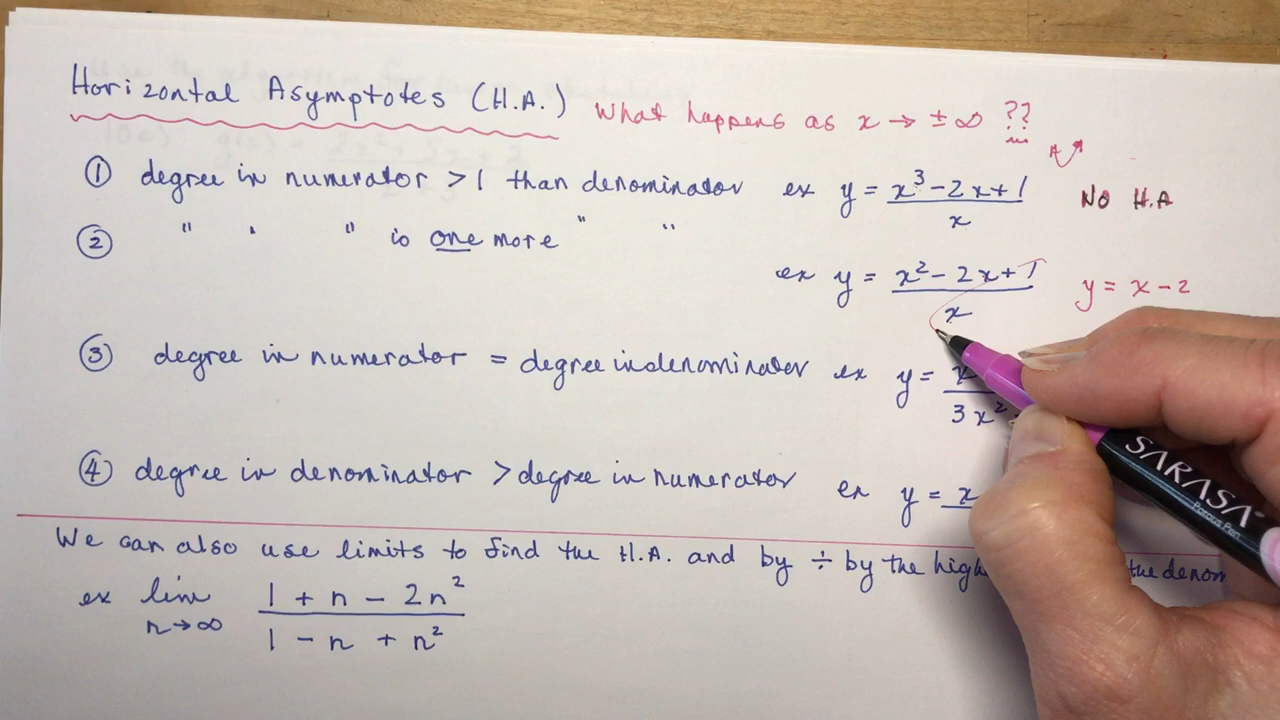 Horizontal Asymptotes (H.A.) What happens as x → ± ∞ ??
① degree in numerator > 1 than denominator ex y = x³ - 2x + 1 / x No H.A
② " " " is one more " "
ex y = x² - 2x + 1 / x y = x - 2
③ degree in numerator = degree in denominator ex y = 3x²
④ degree in denominator > degree in numerator ex y = x
We can also use limits to find the H.A. and by ÷ by the the denom
ex lim n→∞ 1 + n - 2n² / 1 - n + n²
SARASA
Porous Pen